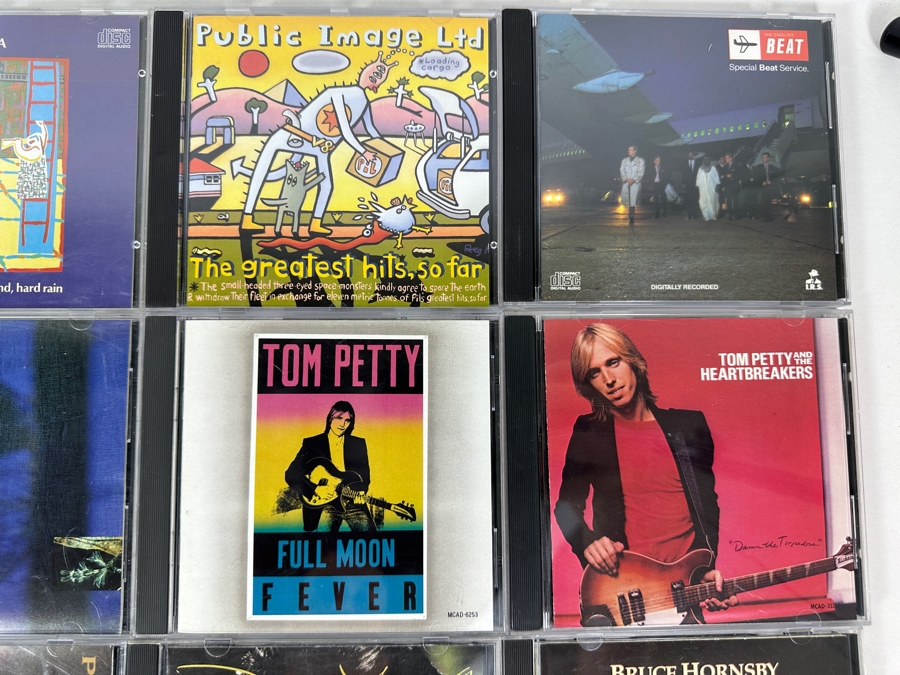 A
COMPACT
disc
DIGITAL AUDIO
nd, hard rain
Public Image Ltd
*Loading
cargo
PiL
The greatest hits, so far
* The small-headed three-eyed space monsters kindly agree to spare the earth
& withdraw their fleet in exchange for eleven metric tonnes of PiLs greatest hits, so far
THE ENGLISH
BEAT
Special Beat Service.
COMPACT
disc
DIGITAL AUDIO
DIGITALLY RECORDED
I.R.S.
TOM PETTY
FULL MOON
FEVER
MCAD-6253
TOM PETTY AND THE
HEARTBREAKERS
"Damn the Torpedoes"
P
BRUCE HORNSBY